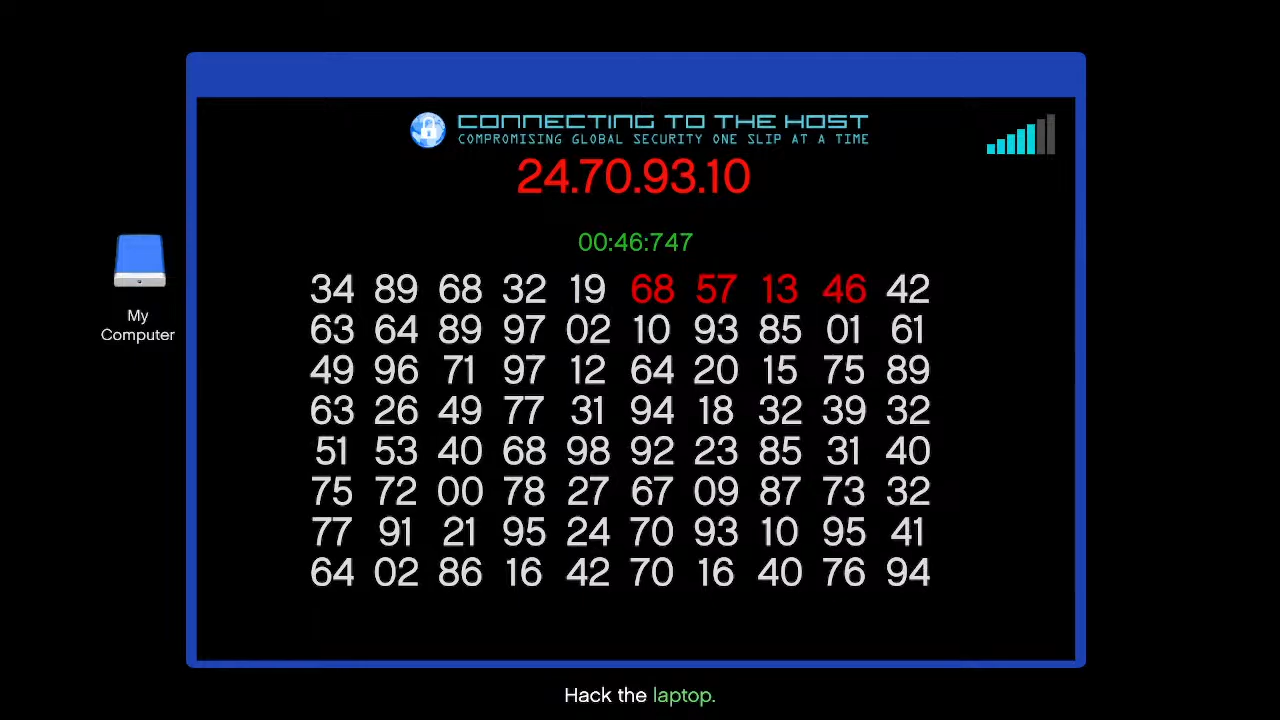 CONNECTING TO THE HOST
COMPROMISING GLOBAL SECURITY ONE SLIP AT A TIME
24.70.93.10
00:46:747
34 89 68 32 19 68 57 13 46 42
63 64 89 97 02 10 93 85 01 61
49 96 71 97 12 64 20 15 75 89
63 26 49 77 31 94 18 32 39 32
51 53 40 68 98 92 23 85 31 40
75 72 00 78 27 67 09 87 73 32
77 91 21 95 24 70 93 10 95 41
64 02 86 16 42 70 16 40 76 94
My
Computer
Hack the laptop.